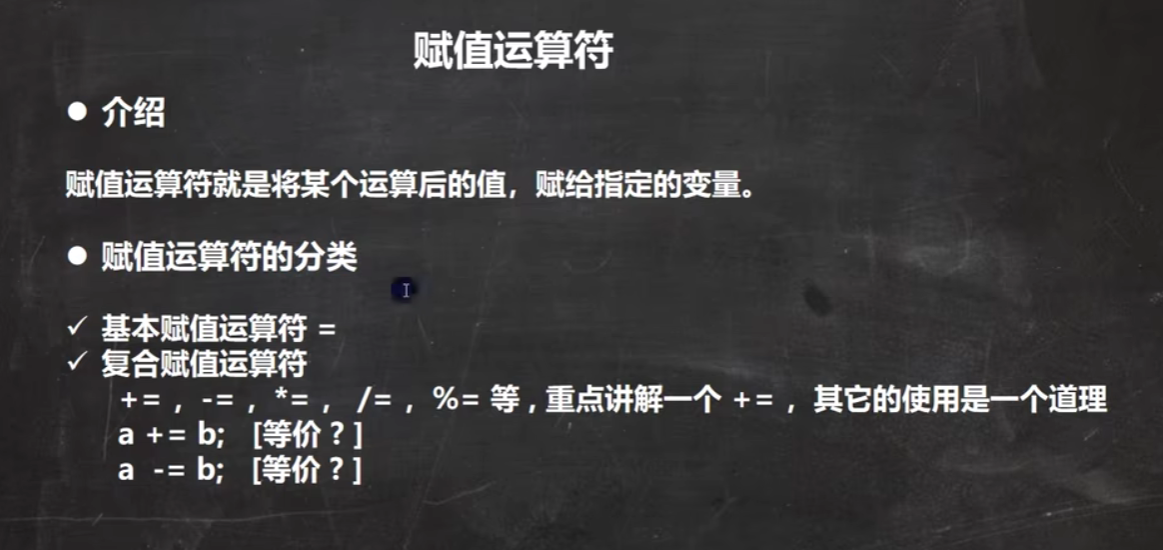 赋值运算符
● 介绍
赋值运算符就是将某个运算后的值，赋给指定的变量。
● 赋值运算符的分类
✓ 基本赋值运算符 =
✓ 复合赋值运算符
+= ，-= ，*= ， /= ，%= 等 , 重点讲解一个 += ，其它的使用是一个道理
a += b; [等价 ? ]
a -= b; [等价 ? ]